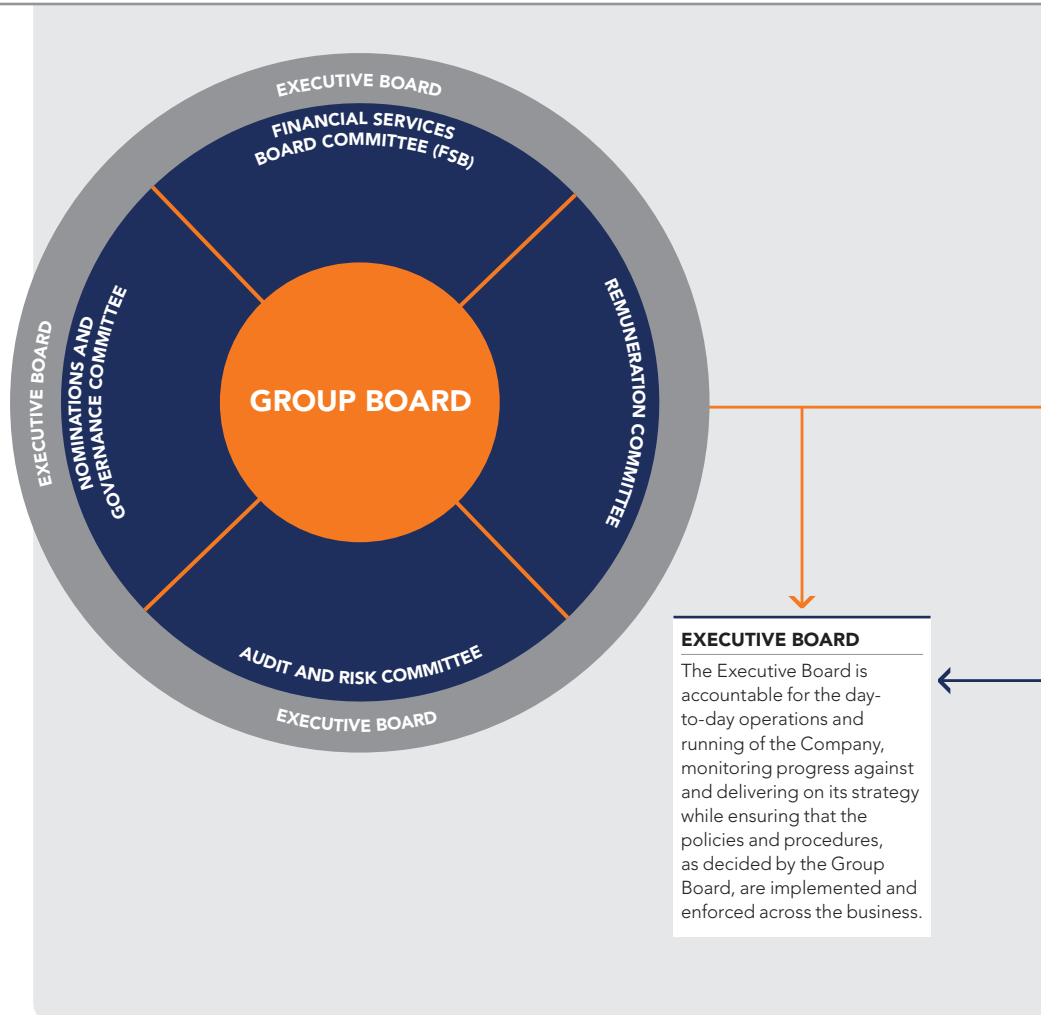 EXECUTIVE BOARD
FINANCIAL SERVICES
BOARD COMMITTEE (FSB)
EXECUTIVE BOARD
NOMINATIONS AND
GOVERNANCE COMMITTEE
GROUP BOARD
REMUNERATION COMMITTEE
AUDIT AND RISK COMMITTEE
EXECUTIVE BOARD
EXECUTIVE BOARD
The Executive Board is
accountable for the day-
to-day operations and
running of the Company,
monitoring progress against
and delivering on its strategy
while ensuring that the
policies and procedures,
as decided by the Group
Board, are implemented and
enforced across the business.